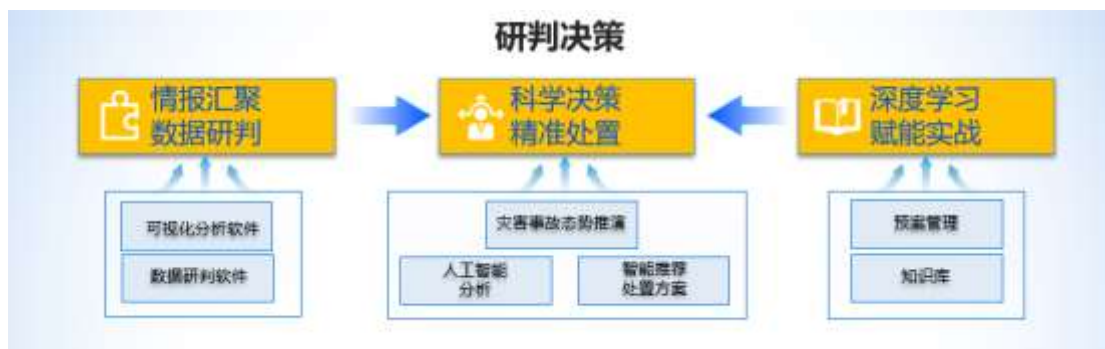 研判决策
情报汇聚
数据研判
科学决策
精准处置
深度学习
赋能实战
可视化分析软件
数据研判软件
灾害事故态势推演
人工智能
分析
智能推荐
处置方案
预案管理
知识库